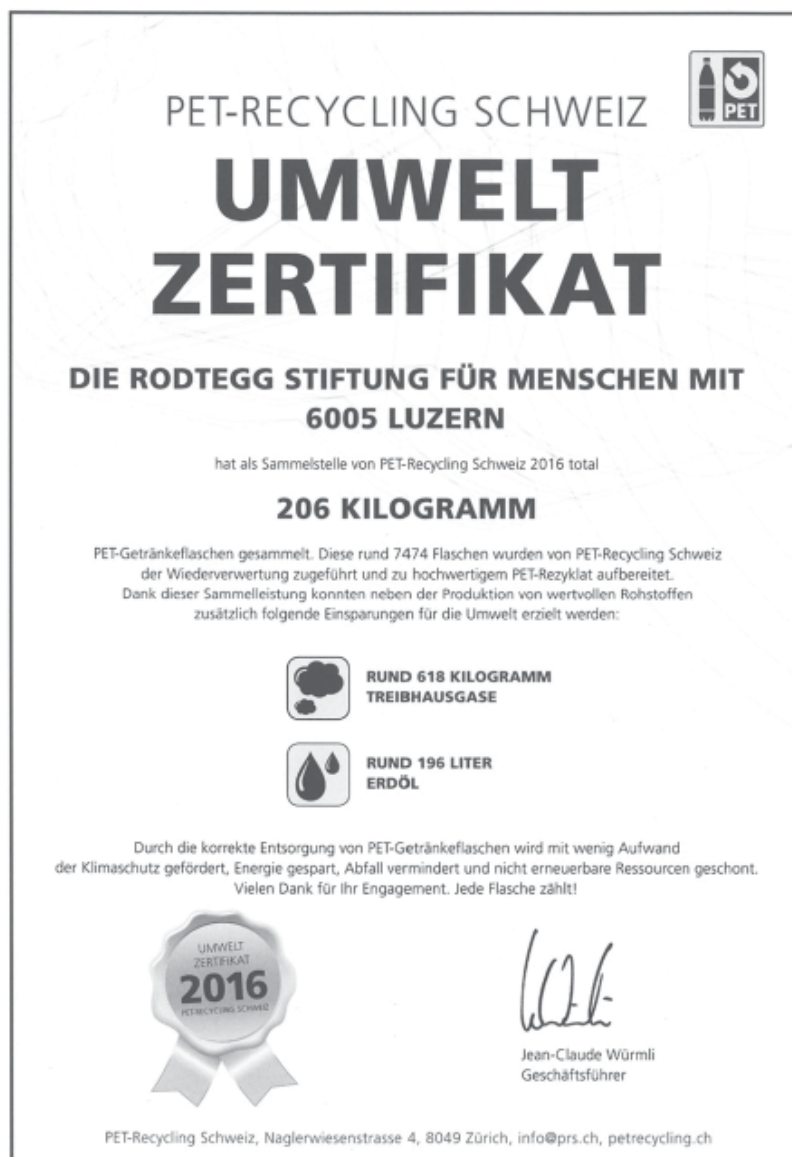 PET-RECYCLING SCHWEIZ
PET
UMWELT
ZERTIFIKAT
DIE RODTEGG STIFTUNG FÜR MENSCHEN MIT
6005 LUZERN
hat als Sammelstelle von PET-Recycling Schweiz 2016 total
206 KILOGRAMM
PET-Getränkeflaschen gesammelt. Diese rund 7474 Flaschen wurden von PET-Recycling Schweiz
der Wiederverwertung zugeführt und zu hochwertigem PET-Rezyklat aufbereitet.
Dank dieser Sammelleistung konnten neben der Produktion von wertvollen Rohstoffen
zusätzlich folgende Einsparungen für die Umwelt erzielt werden:
RUND 618 KILOGRAMM
TREIBHAUSGASE
RUND 196 LITER
ERDÖL
Durch die korrekte Entsorgung von PET-Getränkeflaschen wird mit wenig Aufwand
der Klimaschutz gefördert, Energie gespart, Abfall vermindert und nicht erneuerbare Ressourcen geschont.
Vielen Dank für Ihr Engagement. Jede Flasche zählt!
UMWELT
ZERTIFIKAT
2016
PET-RECYCLING SCHWEIZ
Jean-Claude Würmli
Geschäftsführer
PET-Recycling Schweiz, Naglerwiesenstrasse 4, 8049 Zürich, info@prs.ch, petrecycling.ch